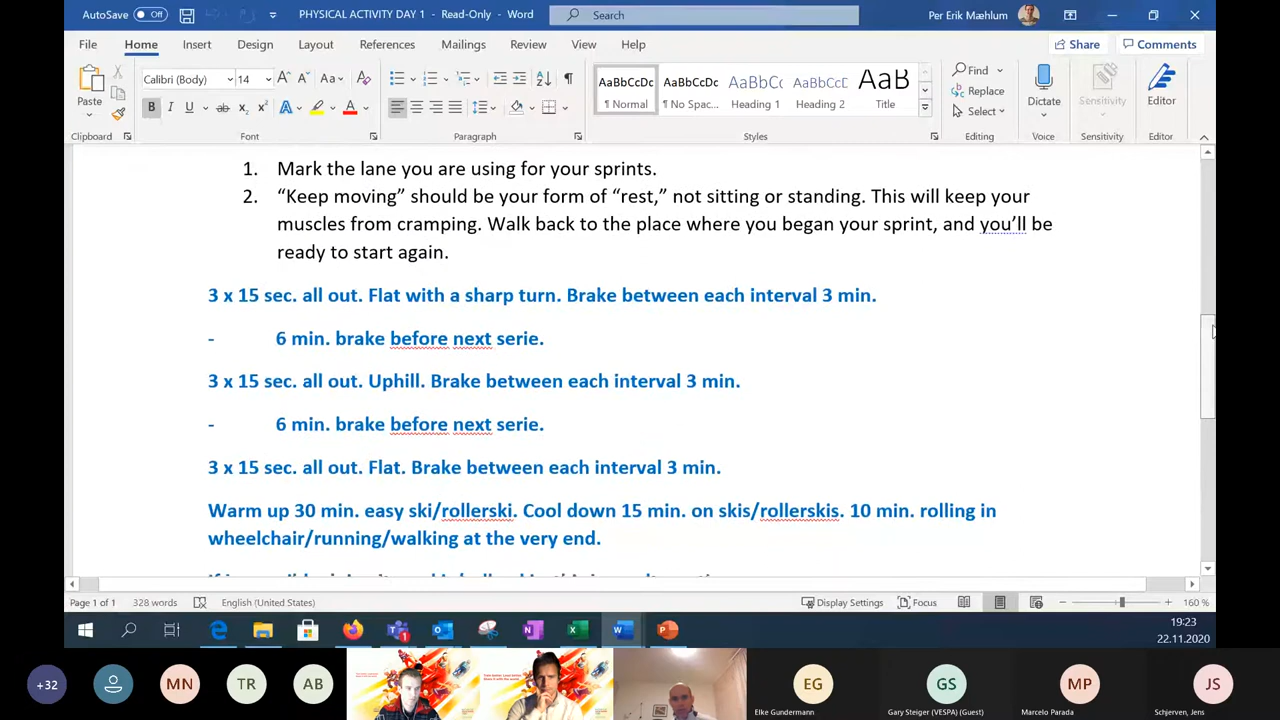 AutoSave Off PHYSICAL ACTIVITY DAY 1 - Read-Only - Word Search Per Erik Mæhlum
File Home Insert Design Layout References Mailings Review View Help Share Comments
Calibri (Body) 14 Aa AaBbCcDc AaBbCcDc AaBbCc AaBbCcD AaB Find
Paste ¶ Normal ¶ No Spac... Heading 1 Heading 2 Title Replace Dictate Sensitivity Editor
B I U ab x₂ x² A A Select
Clipboard Font Paragraph Styles Editing Voice Sensitivity Editor
1. Mark the lane you are using for your sprints.
2. “Keep moving” should be your form of “rest,” not sitting or standing. This will keep your
muscles from cramping. Walk back to the place where you began your sprint, and you’ll be
ready to start again.
3 x 15 sec. all out. Flat with a sharp turn. Brake between each interval 3 min.
- 6 min. brake before next serie.
3 x 15 sec. all out. Uphill. Brake between each interval 3 min.
- 6 min. brake before next serie.
3 x 15 sec. all out. Flat. Brake between each interval 3 min.
Warm up 30 min. easy ski/rollerski. Cool down 15 min. on skis/rollerskis. 10 min. rolling in
wheelchair/running/walking at the very end.
Page 1 of 1 328 words English (United States) Display Settings Focus 160 %
19:23
22.11.2020
+32 MN TR AB EG GS MP JS
Elke Gundermann Gary Steiger (VESPA) (Guest) Marcelo Parada Schjerven, Jens